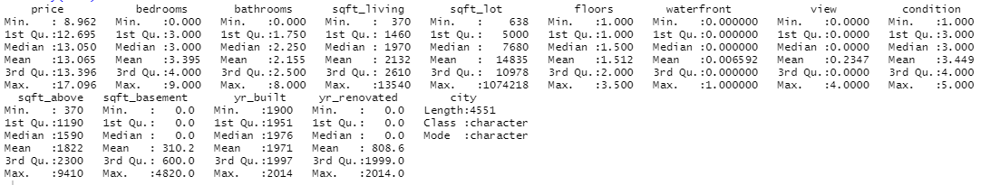 price           bedrooms       bathrooms      sqft_living       sqft_lot           floors        waterfront            view          condition    
 Min.   : 8.962   Min.   :0.000   Min.   :0.000   Min.   :  370   Min.   :    638   Min.   :1.000   Min.   :0.000000   Min.   :0.0000   Min.   :1.000  
 1st Qu.:12.695   1st Qu.:3.000   1st Qu.:1.750   1st Qu.: 1460   1st Qu.:   5000   1st Qu.:1.000   1st Qu.:0.000000   1st Qu.:0.0000   1st Qu.:3.000  
 Median :13.050   Median :3.000   Median :2.250   Median : 1970   Median :   7680   Median :1.500   Median :0.000000   Median :0.0000   Median :3.000  
 Mean   :13.065   Mean   :3.395   Mean   :2.155   Mean   : 2132   Mean   :  14835   Mean   :1.512   Mean   :0.006592   Mean   :0.2347   Mean   :3.449  
 3rd Qu.:13.396   3rd Qu.:4.000   3rd Qu.:2.500   3rd Qu.: 2610   3rd Qu.:  10978   3rd Qu.:2.000   3rd Qu.:0.000000   3rd Qu.:0.0000   3rd Qu.:4.000  
 Max.   :17.096   Max.   :9.000   Max.   :8.000   Max.   :13540   Max.   :1074218   Max.   :3.500   Max.   :1.000000   Max.   :4.0000   Max.   :5.000  
   sqft_above   sqft_basement       yr_built     yr_renovated        city          
 Min.   : 370   Min.   :   0.0   Min.   :1900   Min.   :   0.0   Length:4551       
 1st Qu.:1190   1st Qu.:   0.0   1st Qu.:1951   1st Qu.:   0.0   Class :character  
 Median :1590   Median :   0.0   Median :1976   Median :   0.0   Mode  :character  
 Mean   :1822   Mean   : 310.2   Mean   :1971   Mean   : 808.6                     
 3rd Qu.:2300   3rd Qu.: 600.0   3rd Qu.:1997   3rd Qu.:1999.0                     
 Max.   :9410   Max.   :4820.0   Max.   :2014   Max.   :2014.0